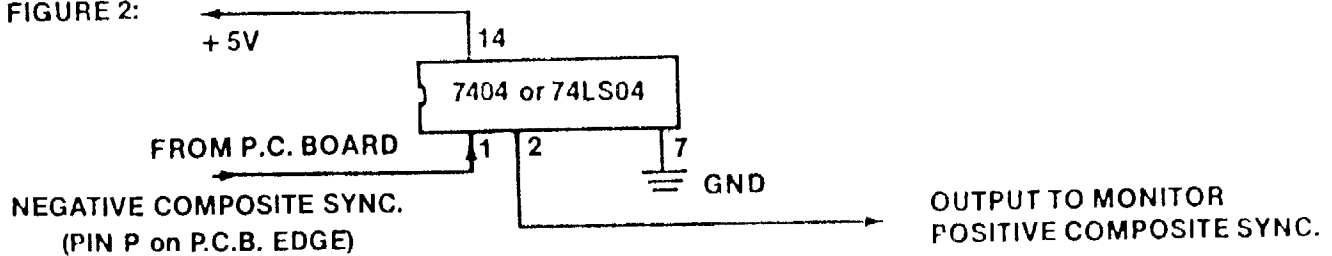 FIGURE 2:
+ 5V
14
7404 or 74LS04
FROM P.C. BOARD
1
2
7
GND
NEGATIVE COMPOSITE SYNC.
(PIN P on P.C.B. EDGE)
OUTPUT TO MONITOR
POSITIVE COMPOSITE SYNC.